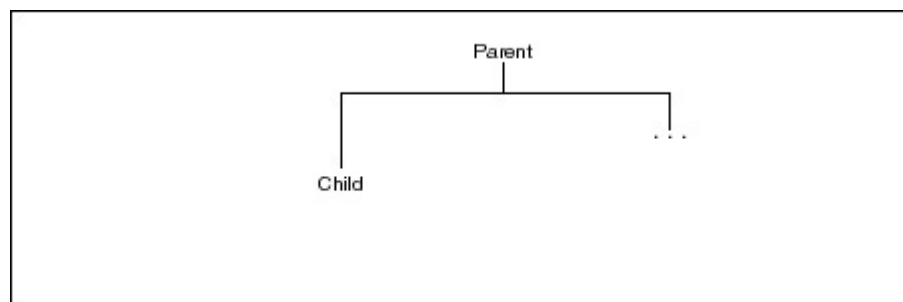 Parent
. . .
Child